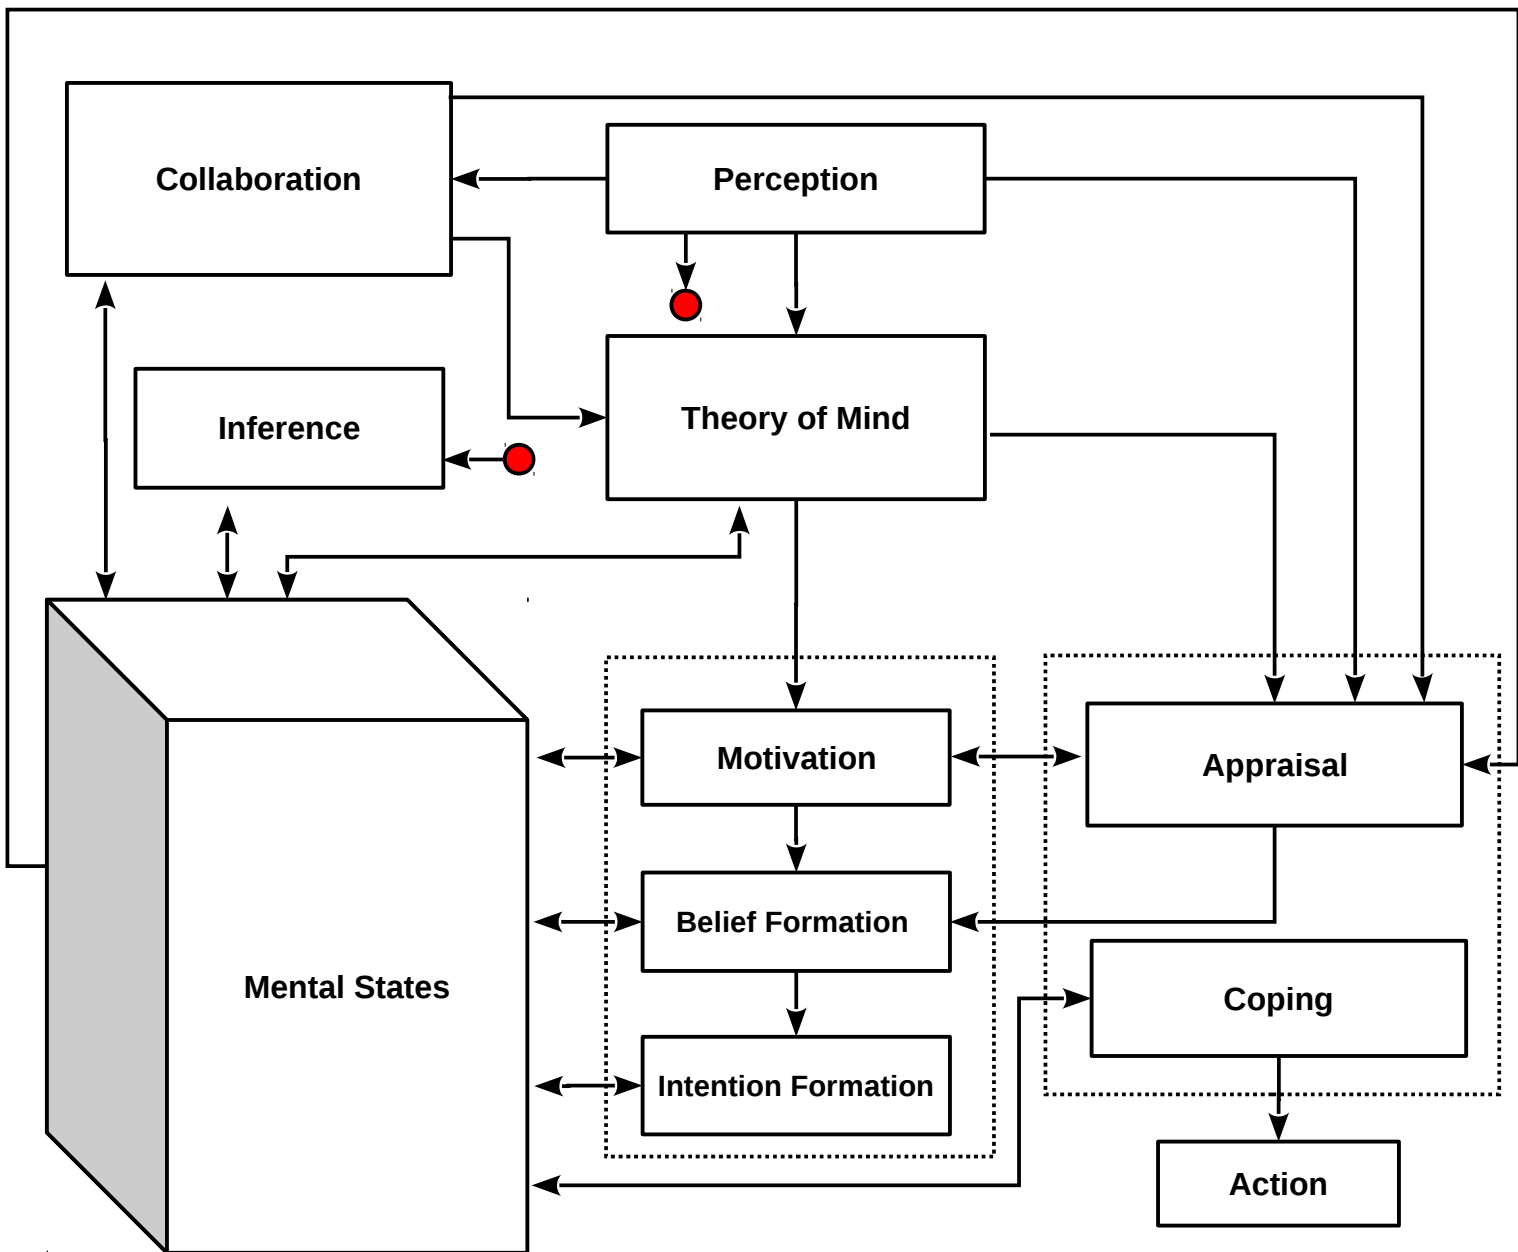 Collaboration
Perception
Inference
Theory of Mind
Motivation
Appraisal
Belief Formation
Mental States
Coping
Intention Formation
Action